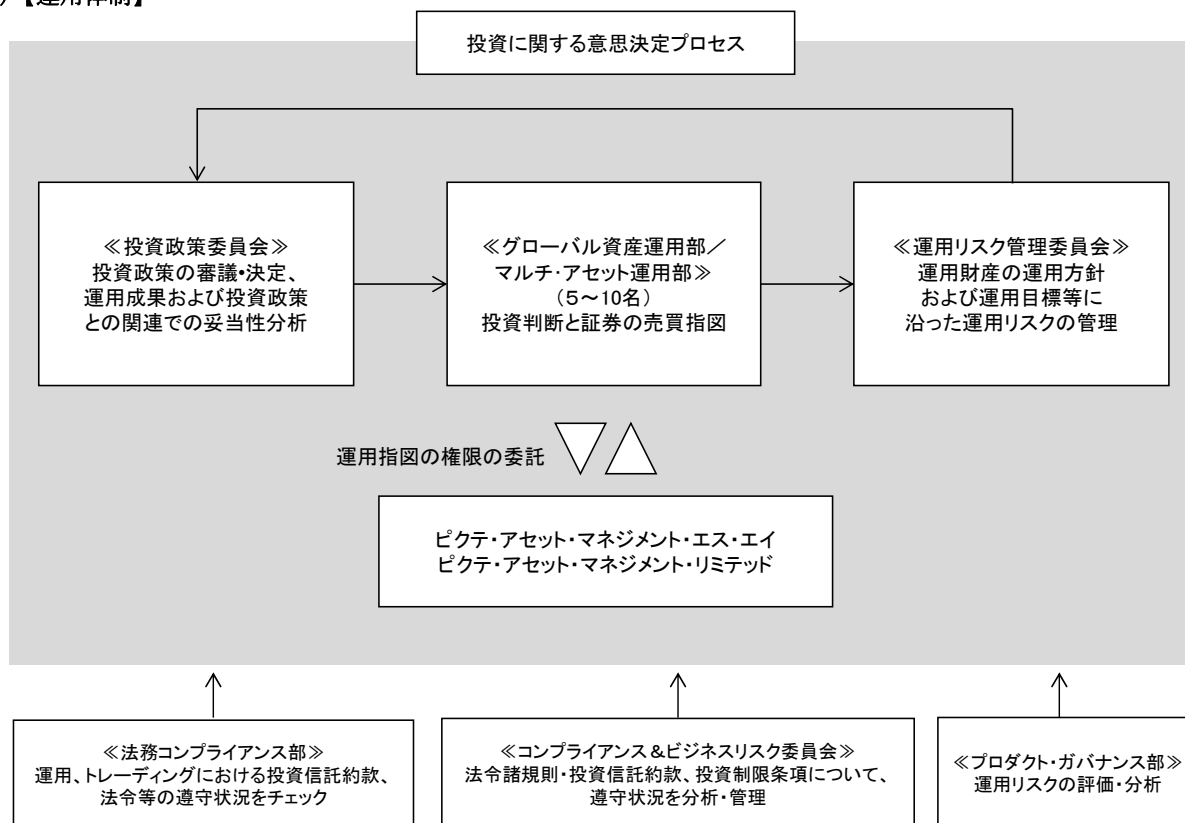 ）【運用体制】
投資に関する意思決定プロセス
≪投資政策委員会≫
投資政策の審議・決定、
運用成果および投資政策
との関連での妥当性分析
≪グローバル資産運用部／
マルチ・アセット運用部≫
（５～10名）
投資判断と証券の売買指図
≪運用リスク管理委員会≫
運用財産の運用方針
および運用目標等に
沿った運用リスクの管理
運用指図の権限の委託
ピクテ・アセット・マネジメント・エス・エイ
ピクテ・アセット・マネジメント・リミテッド
≪法務コンプライアンス部≫
運用、トレーディングにおける投資信託約款、
法令等の遵守状況をチェック
≪コンプライアンス＆ビジネスリスク委員会≫
法令諸規則・投資信託約款、投資制限条項について、
遵守状況を分析・管理
≪プロダクト・ガバナンス部≫
運用リスクの評価・分析